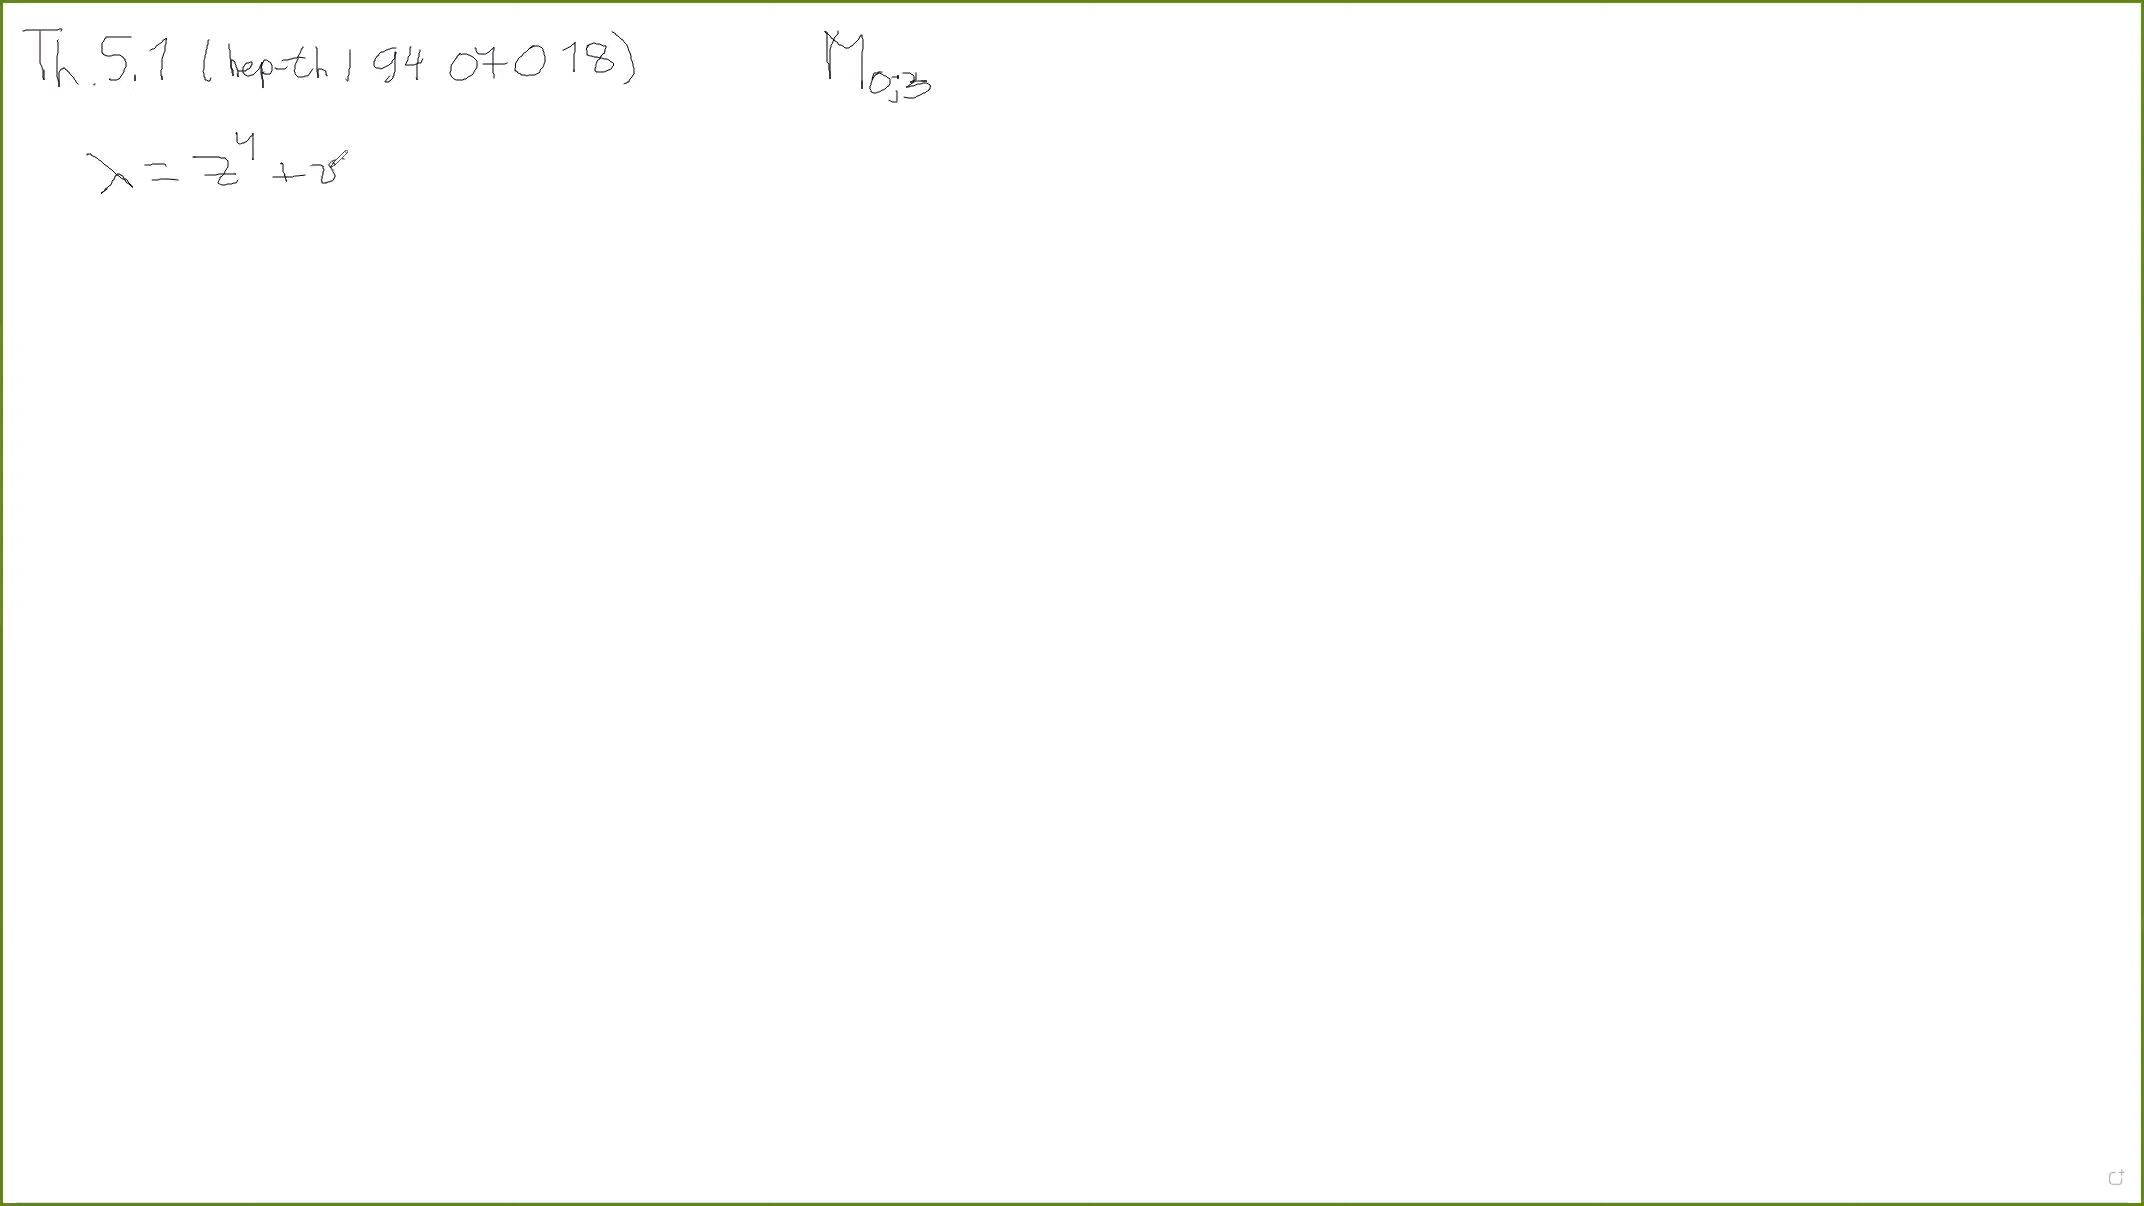 Th. 5.1 (hep-th/9407018) M_{0;3}
λ = z^4 + v